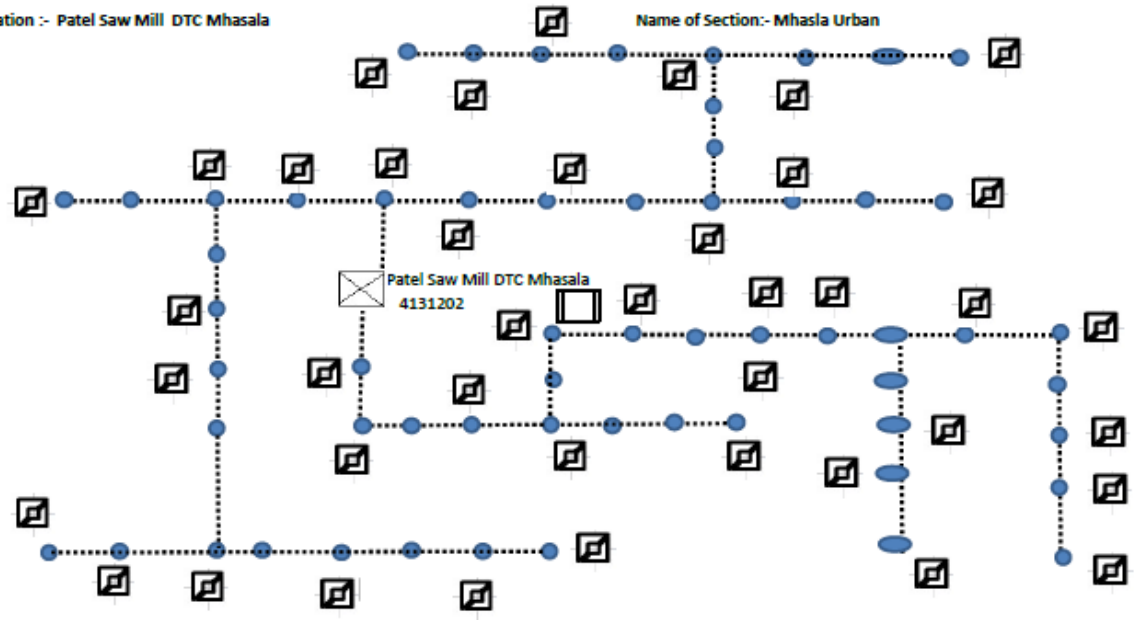 ation :- Patel Saw Mill DTC Mhasala
Name of Section:- Mhasla Urban
Patel Saw Mill DTC Mhasala
4131202